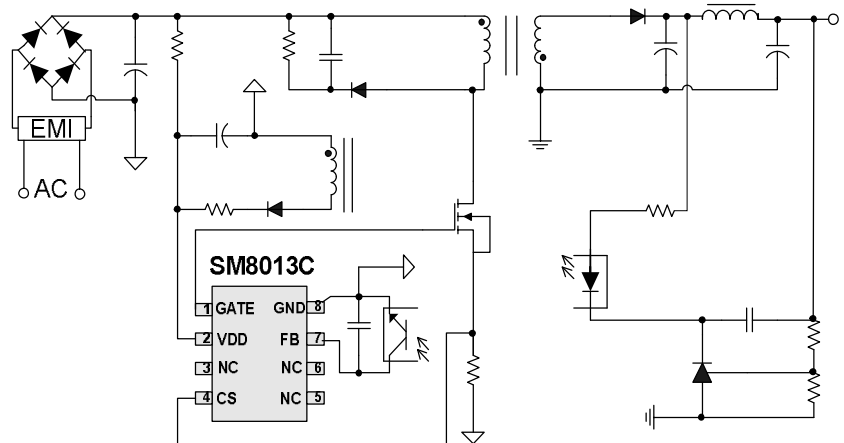 EMI
AC
SM8013C
1 GATE GND 8
2 VDD FB 7
3 NC NC 6
4 CS NC 5